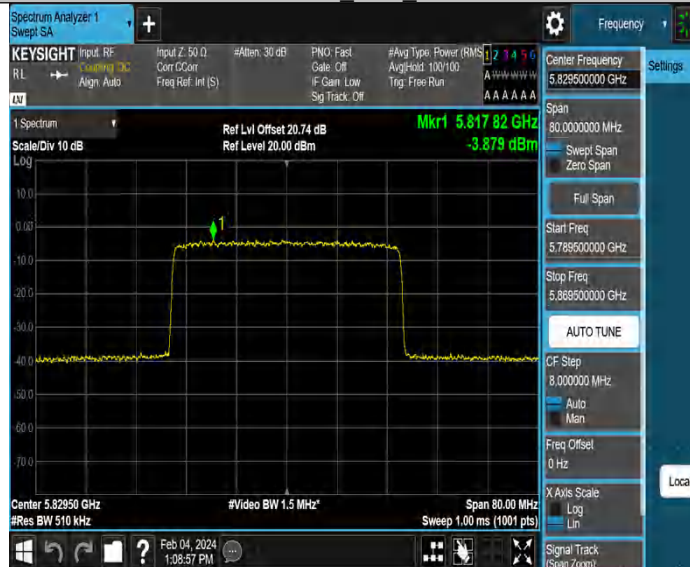 Spectrum Analyzer 1
Swept SA
+
Frequency
KEYSIGHT Input: RF
RL
Coupling: DC
Align: Auto
LXI
Input Z: 50 Ω
Corr CCorr
Freq Ref: Int (S)
#Atten: 30 dB
PNO: Fast
Gate: Off
IF Gain: Low
Sig Track: Off
#Avg Type: Power (RMS
Avg|Hold: 100/100
Trig: Free Run
1 2 3 4 5 6
A W W W W W
A A A A A A
1 Spectrum
Scale/Div 10 dB
Log
Ref Lvl Offset 20.74 dB
Ref Level 20.00 dBm
Mkr1 5.817 82 GHz
-3.879 dBm
10.0
0.00
1
-10.0
-20.0
-30.0
-40.0
-50.0
-60.0
-70.0
Center 5.82950 GHz
#Res BW 510 kHz
#Video BW 1.5 MHz*
Span 80.00 MHz
Sweep 1.00 ms (1001 pts)
?
Feb 04, 2024
1:08:57 PM
Center Frequency
5.829500000 GHz
Settings
Span
80.0000000 MHz
Swept Span
Zero Span
Full Span
Start Freq
5.789500000 GHz
Stop Freq
5.869500000 GHz
AUTO TUNE
CF Step
8.000000 MHz
Auto
Man
Freq Offset
0 Hz
X Axis Scale
Log
Lin
Loca
Signal Track
(Span Zoom)